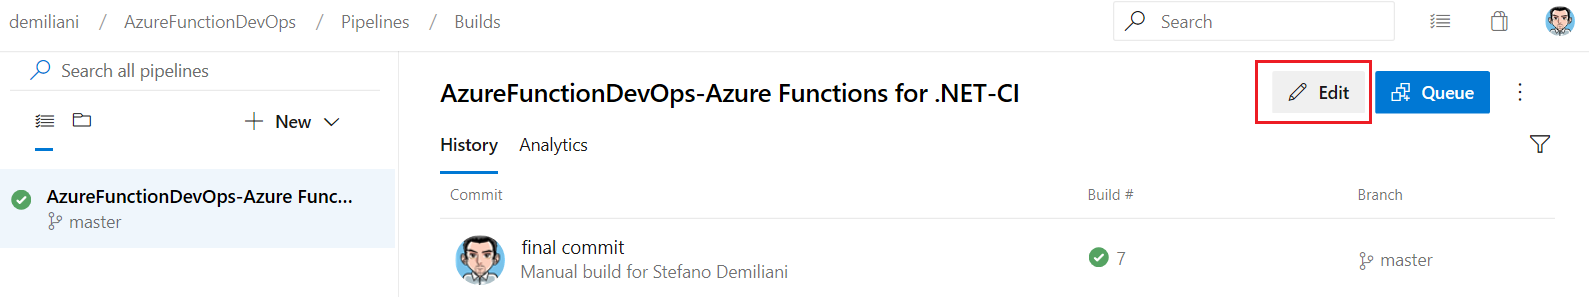 demiliani / AzureFunctionDevOps / Pipelines / Builds Search
Search all pipelines
AzureFunctionDevOps-Azure Functions for .NET-CI Edit Queue
New
History Analytics
Commit Build # Branch
AzureFunctionDevOps-Azure Func...
master
final commit
Manual build for Stefano Demiliani
7
master